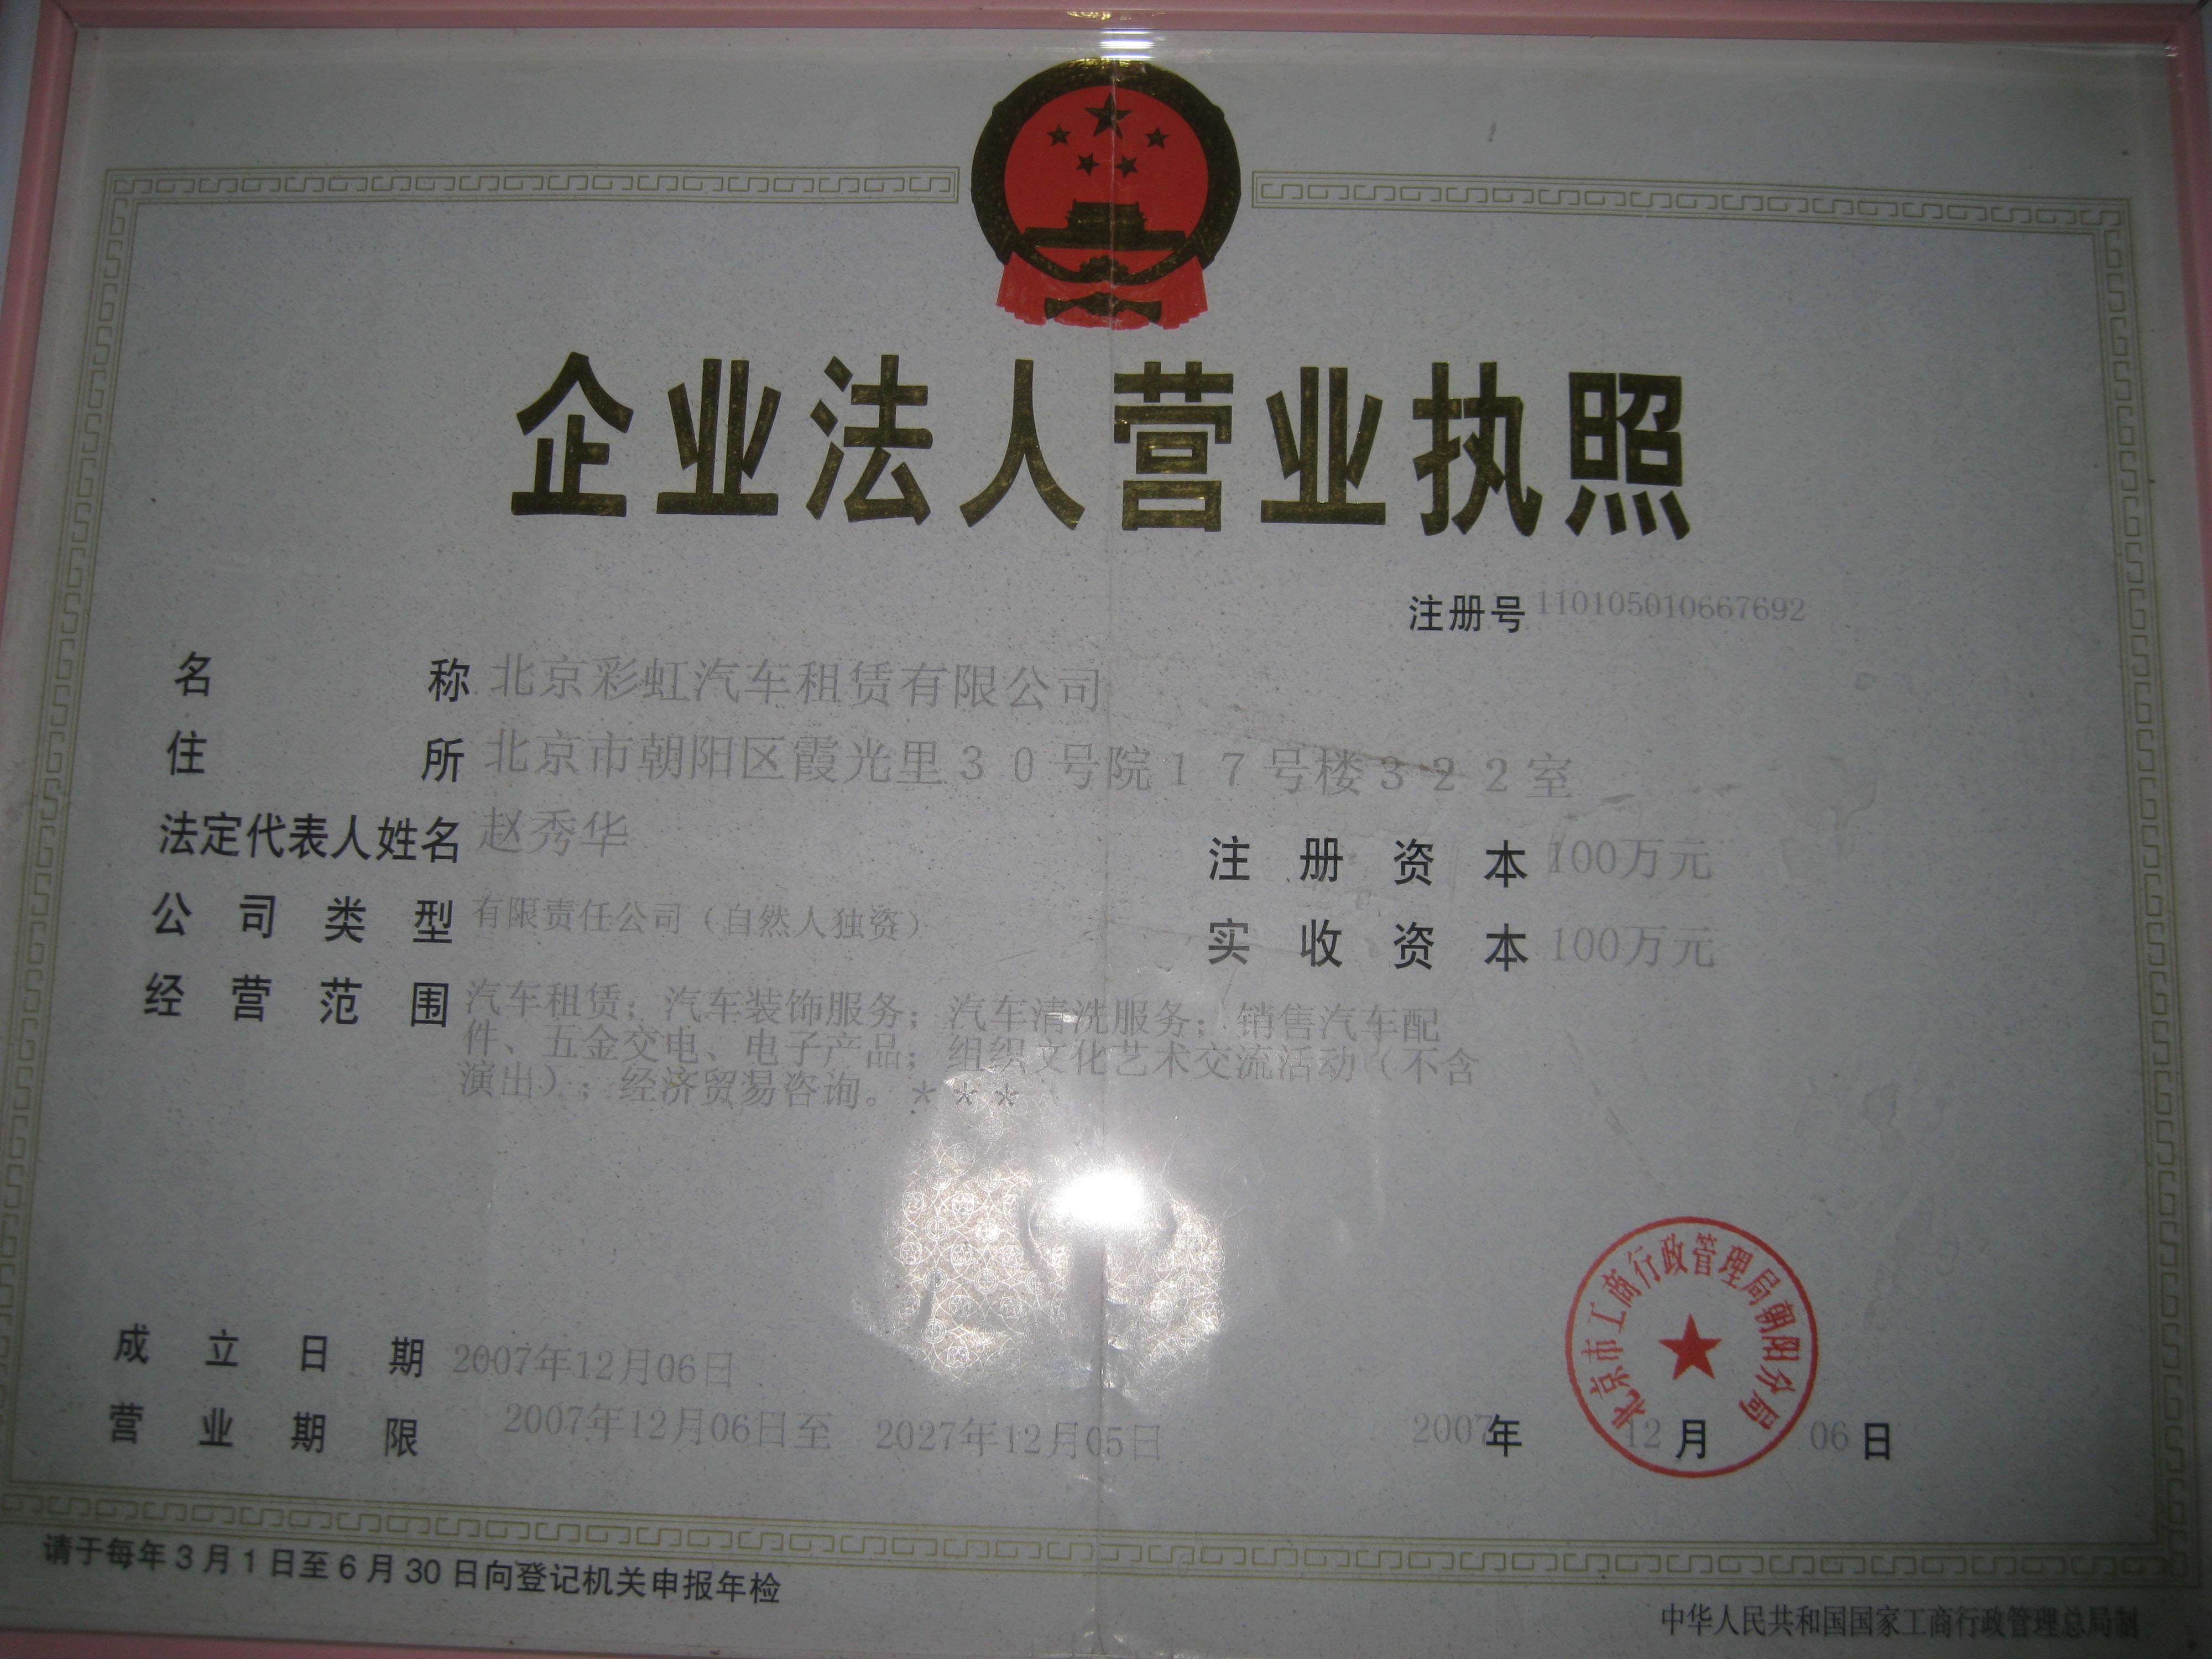 企业法人营业执照
注册号 110105010667692
名称 北京彩虹汽车租赁有限公司
住所 北京市朝阳区霞光里30号院17号楼322室
法定代表人姓名 赵秀华
注册资本 100万元
公司类型 有限责任公司（自然人独资）
实收资本 100万元
经营范围 汽车租赁；汽车装饰服务；汽车清洗服务；销售汽车配
件、五金交电、电子产品；组织文化艺术交流活动（不含
演出）；经济贸易咨询。***
北京市工商行政管理局朝阳分局
成立日期 2007年12月06日
营业期限 2007年12月06日至 2027年12月05日
2007年 12月 06日
请于每年3月1日至6月30日向登记机关申报年检
中华人民共和国国家工商行政管理总局制